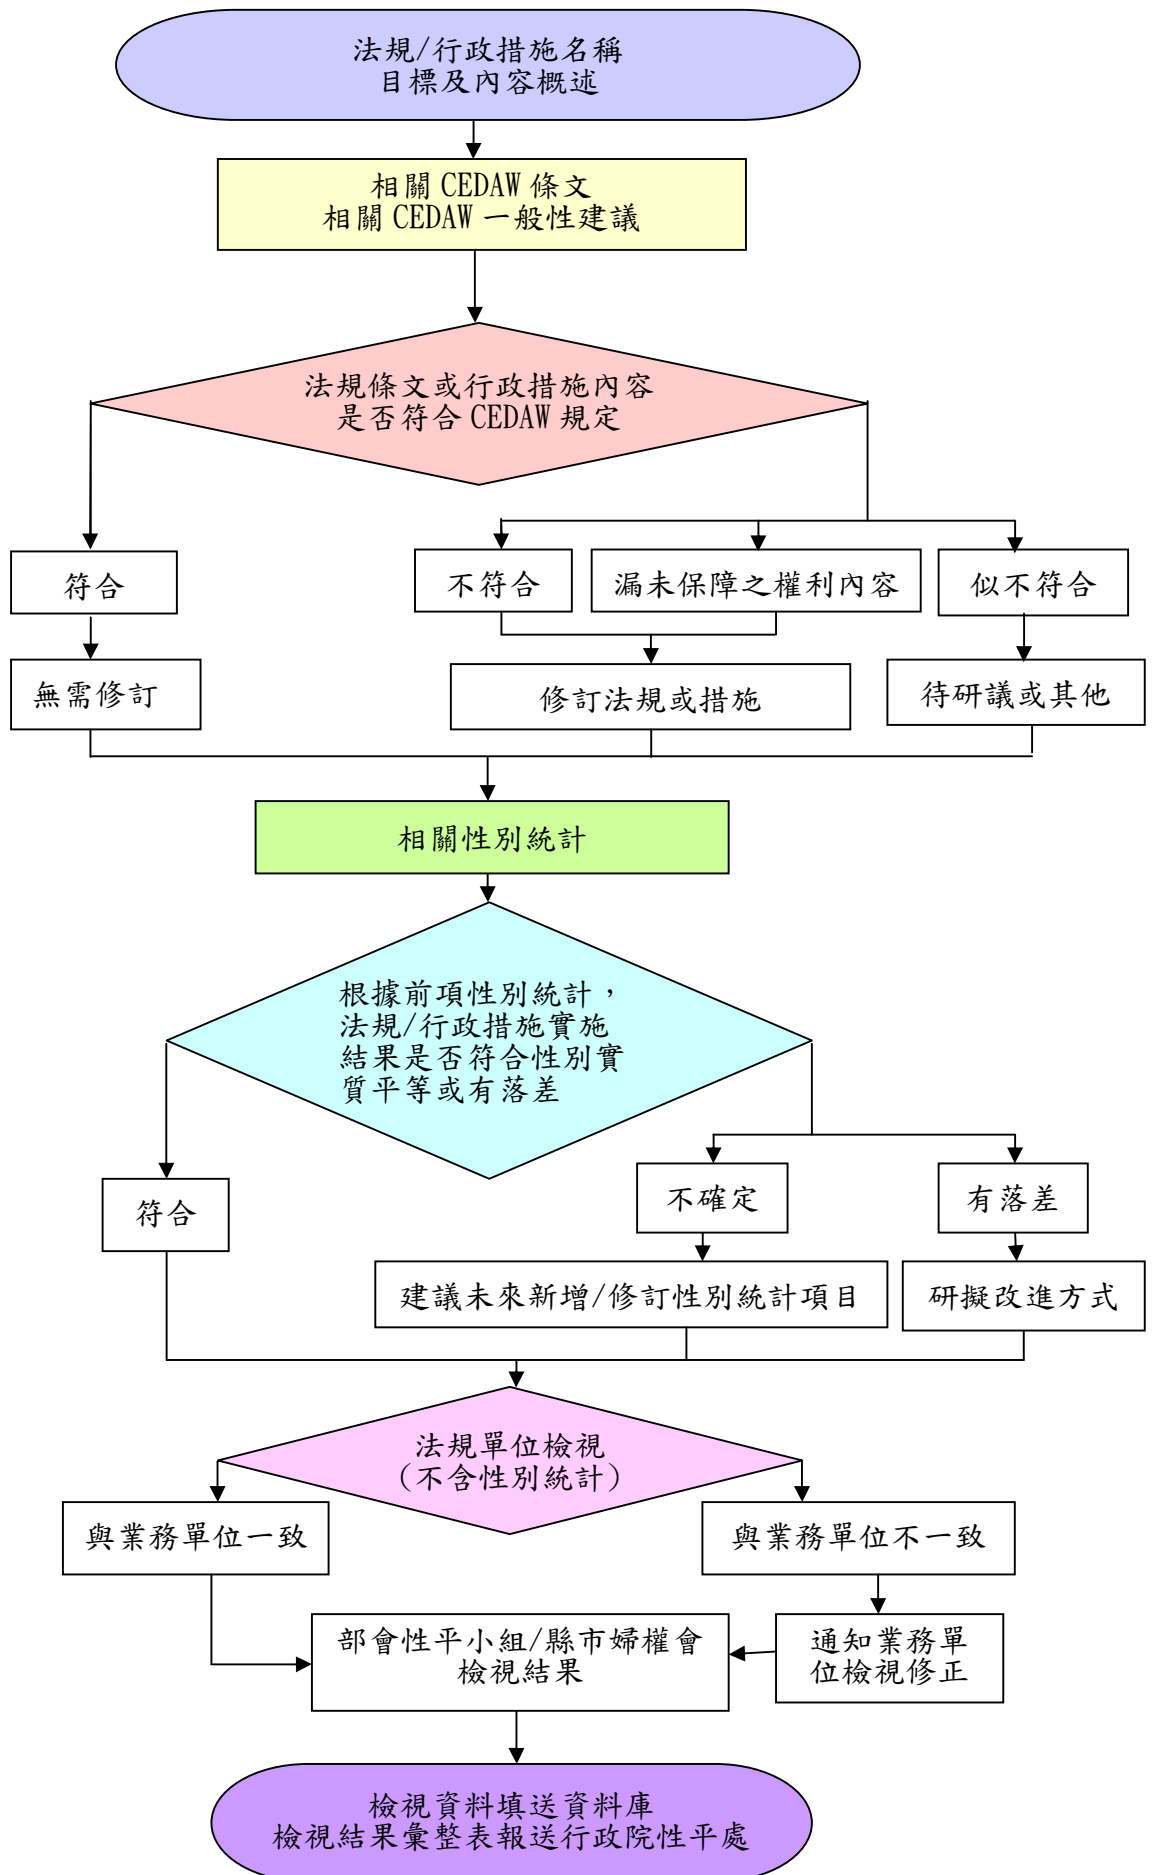 法規/行政措施名稱
目標及內容概述
相關 CEDAW 條文
相關 CEDAW 一般性建議
法規條文或行政措施內容
是否符合 CEDAW 規定
符合
不符合
漏未保障之權利內容
似不符合
無需修訂
修訂法規或措施
待研議或其他
相關性別統計
根據前項性別統計，
法規/行政措施實施
結果是否符合性別實
質平等或有落差
符合
不確定
有落差
建議未來新增/修訂性別統計項目
研擬改進方式
法規單位檢視
(不含性別統計)
與業務單位一致
與業務單位不一致
部會性平小組/縣市婦權會
檢視結果
通知業務單
位檢視修正
檢視資料填送資料庫
檢視結果彙整表報送行政院性平處